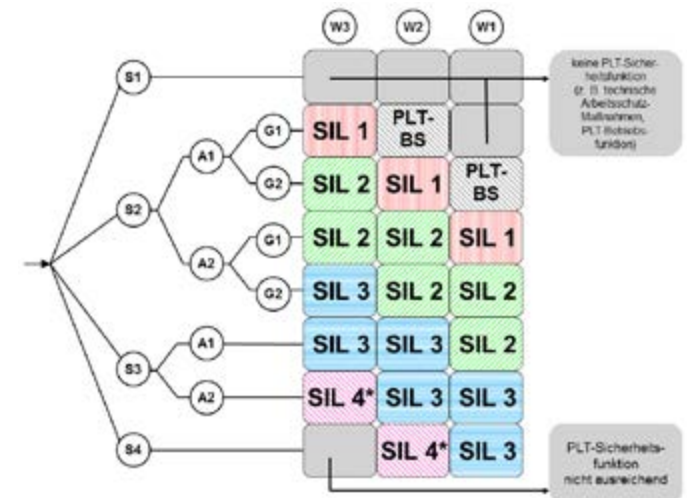 W3 W2 W1
S1
keine PLT-Sicher-
heitsfunktion
(z. B. technische
Arbeitsschutz-
Maßnahmen,
PLT-Betriebs-
funktion)
G1 SIL 1 PLT-
BS
A1
G2 SIL 2 SIL 1 PLT-
BS
S2
G1 SIL 2 SIL 2 SIL 1
A2
G2 SIL 3 SIL 2 SIL 2
A1 SIL 3 SIL 3 SIL 2
S3
A2 SIL 4* SIL 3 SIL 3
S4 SIL 4* SIL 3
PLT-Sicherheits-
funktion
nicht ausreichend